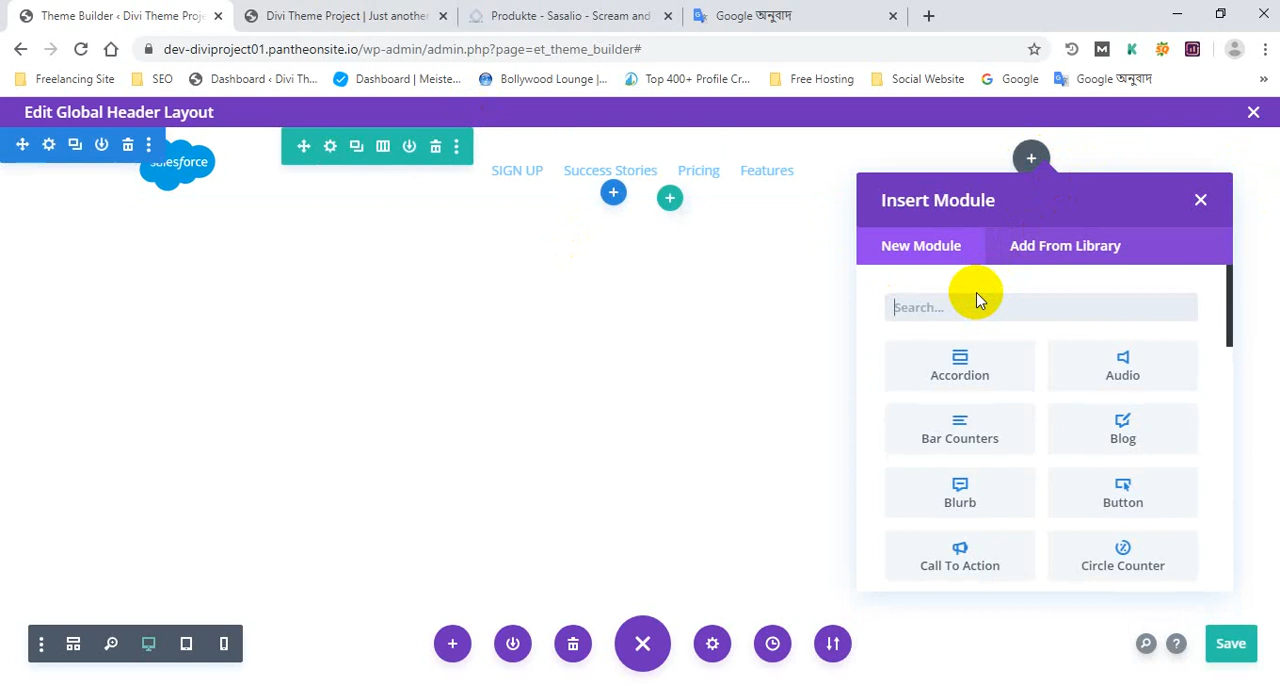 Theme Builder ‹ Divi Theme Proje
Divi Theme Project | Just another
Produkte - Sasalio - Scream and
Google অনুবাদ
dev-diviproject01.pantheonsite.io/wp-admin/admin.php?page=et_theme_builder#
Freelancing Site
SEO
Dashboard ‹ Divi Th...
Dashboard | Meiste...
Bollywood Lounge |...
Top 400+ Profile Cr...
Free Hosting
Social Website
Google
Google অনুবাদ
»
Edit Global Header Layout
salesforce
SIGN UP
Success Stories
Pricing
Features
Insert Module
New Module
Add From Library
Search...
Accordion
Audio
Bar Counters
Blog
Blurb
Button
Call To Action
Circle Counter
Save